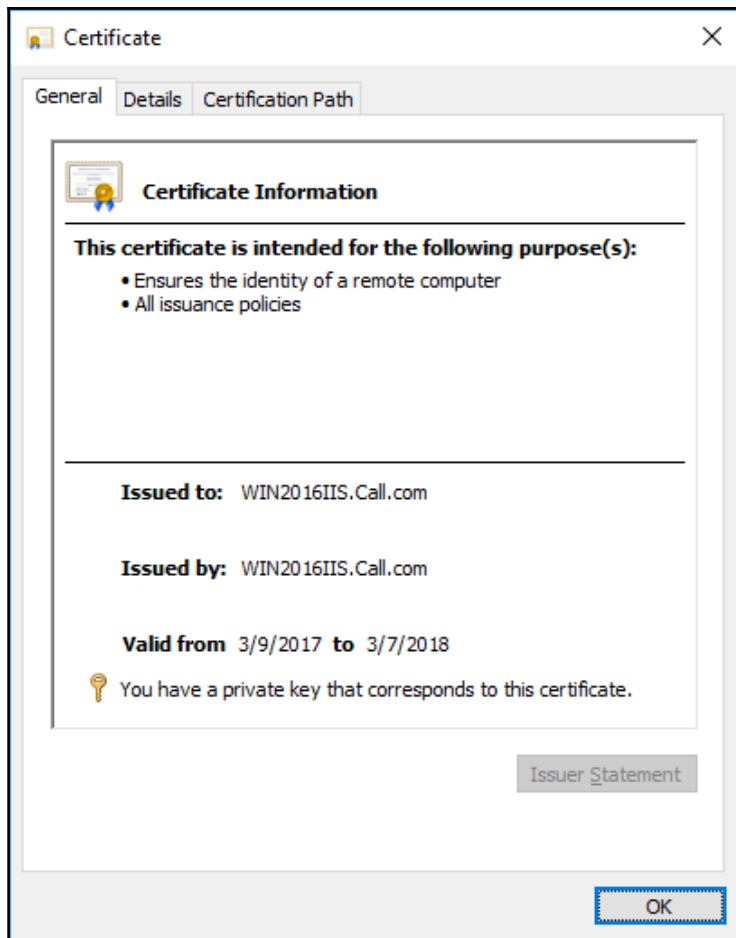 Certificate
General Details Certification Path
Certificate Information
This certificate is intended for the following purpose(s):
• Ensures the identity of a remote computer
• All issuance policies
Issued to: WIN2016IIS.Call.com
Issued by: WIN2016IIS.Call.com
Valid from 3/9/2017 to 3/7/2018
You have a private key that corresponds to this certificate.
Issuer Statement
OK